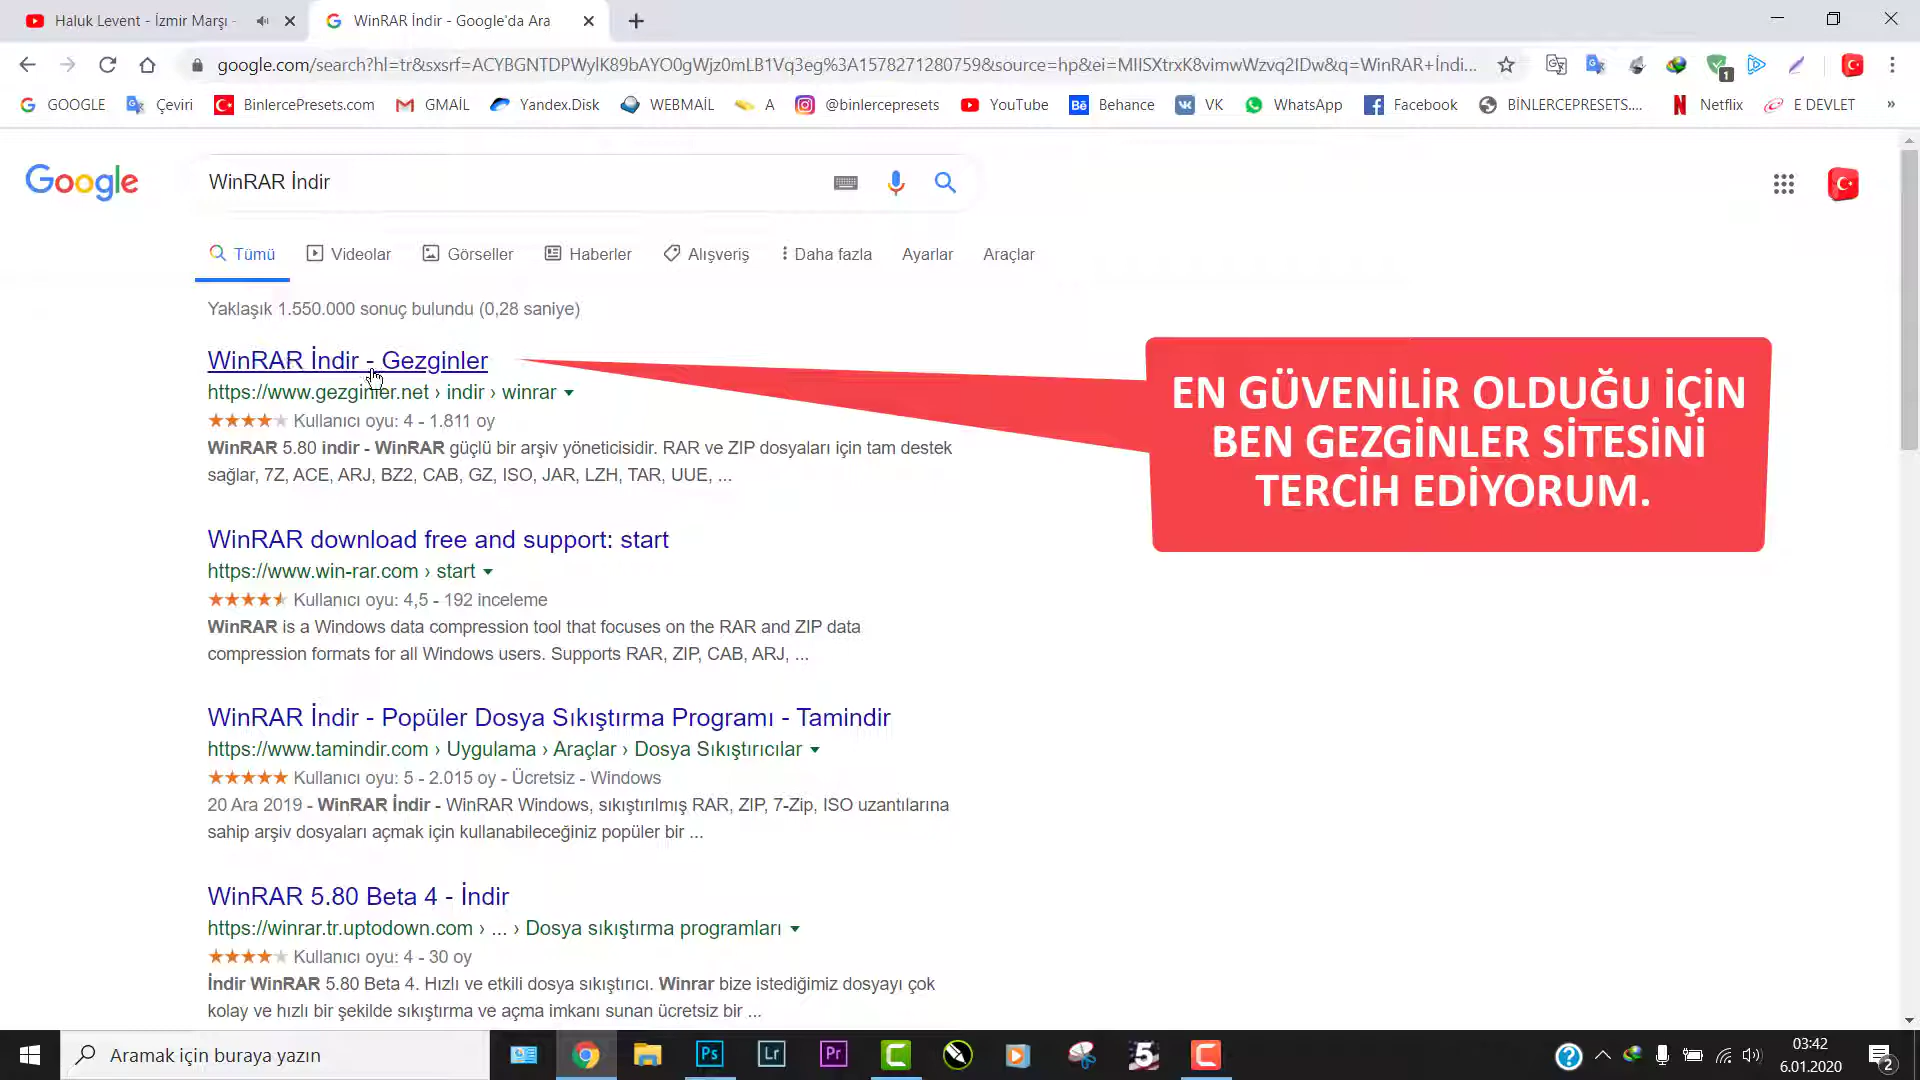 Haluk Levent - İzmir Marşı -
WinRAR İndir - Google'da Ara
google.com/search?hl=tr&sxsrf=ACYBGNTDPWylK89bAYO0gWjz0mLB1Vq3eg%3A1578271280759&source=hp&ei=MIISXtrxK8vimwWzvq2IDw&q=WinRAR+İndi...
1
GOOGLE
Çeviri
BinlercePresets.com
GMAİL
Yandex.Disk
WEBMAİL
A
@binlercepresets
YouTube
Bē
Behance
VK
WhatsApp
Facebook
BİNLERCEPRESETS....
Netflix
E DEVLET
»
Google
WinRAR İndir
Tümü
Videolar
Görseller
Haberler
Alışveriş
Daha fazla
Ayarlar
Araçlar
Yaklaşık 1.550.000 sonuç bulundu (0,28 saniye)
WinRAR İndir - Gezginler
https://www.gezginler.net › indir › winrar
Kullanıcı oyu: 4 - 1.811 oy
WinRAR 5.80 indir - WinRAR güçlü bir arşiv yöneticisidir. RAR ve ZIP dosyaları için tam destek
sağlar, 7Z, ACE, ARJ, BZ2, CAB, GZ, ISO, JAR, LZH, TAR, UUE, ...
EN GÜVENİLİR OLDUĞU İÇİN
BEN GEZGİNLER SİTESİNİ
TERCİH EDİYORUM.
WinRAR download free and support: start
https://www.win-rar.com › start
Kullanıcı oyu: 4,5 - 192 inceleme
WinRAR is a Windows data compression tool that focuses on the RAR and ZIP data
compression formats for all Windows users. Supports RAR, ZIP, CAB, ARJ, ...
WinRAR İndir - Popüler Dosya Sıkıştırma Programı - Tamindir
https://www.tamindir.com › Uygulama › Araçlar › Dosya Sıkıştırıcılar
Kullanıcı oyu: 5 - 2.015 oy - Ücretsiz - Windows
20 Ara 2019 - WinRAR İndir - WinRAR Windows, sıkıştırılmış RAR, ZIP, 7-Zip, ISO uzantılarına
sahip arşiv dosyaları açmak için kullanabileceğiniz popüler bir ...
WinRAR 5.80 Beta 4 - İndir
https://winrar.tr.uptodown.com › ... › Dosya sıkıştırma programları
Kullanıcı oyu: 4 - 30 oy
İndir WinRAR 5.80 Beta 4. Hızlı ve etkili dosya sıkıştırıcı. Winrar bize istediğimiz dosyayı çok
kolay ve hızlı bir şekilde sıkıştırma ve açma imkanı sunan ücretsiz bir ...
Aramak için buraya yazın
Ps
Lr
Pr
5
03:42
6.01.2020
2